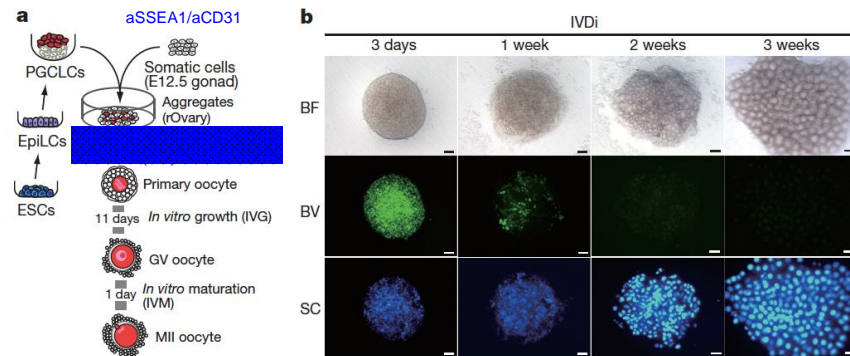 a
aSSEA1/aCD31
PGCLCs
Somatic cells
(E12.5 gonad)
Aggregates
(rOvary)
EpiLCs
ESCs
Primary oocyte
11 days
In vitro growth (IVG)
GV oocyte
1 day
In vitro maturation
(IVM)
MII oocyte
b
IVDi
3 days 1 week 2 weeks 3 weeks
BF
BV
SC